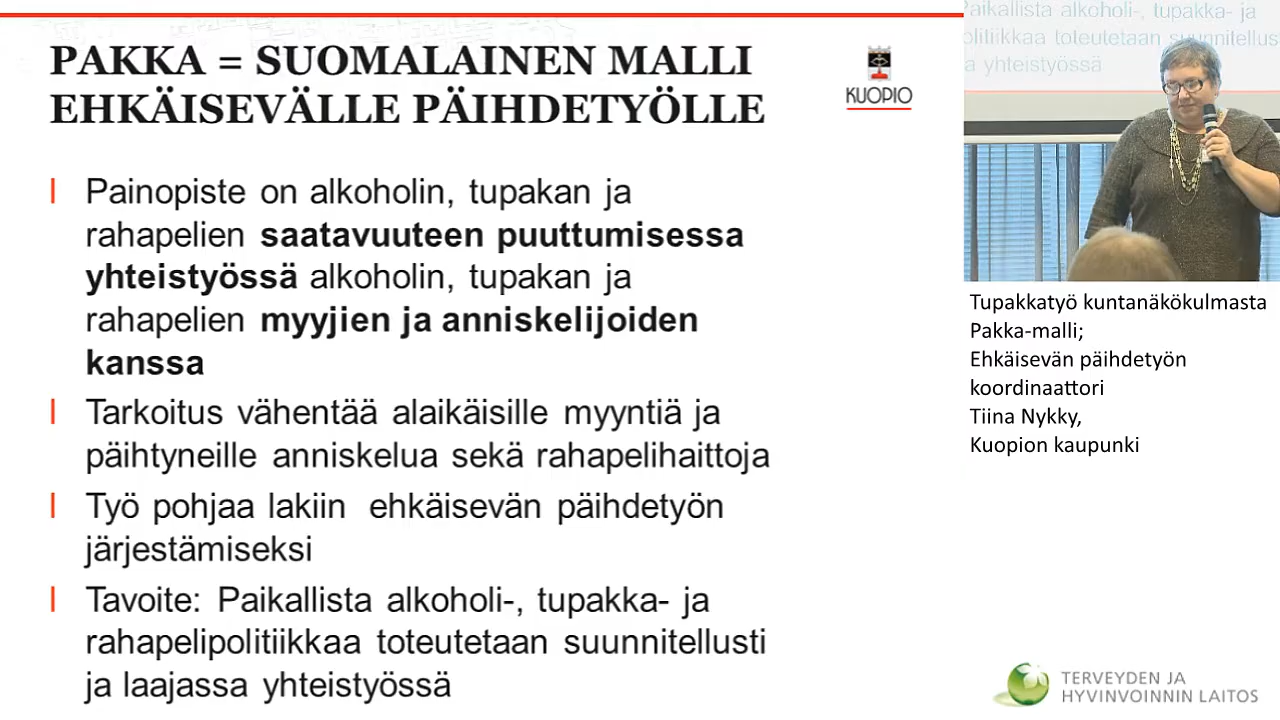 PAKKA = SUOMALAINEN MALLI
EHKÄISEVÄLLE PÄIHDETYÖLLE
KUOPIO
Painopiste on alkoholin, tupakan ja
rahapelien saatavuuteen puuttumisessa
yhteistyössä alkoholin, tupakan ja
rahapelien myyjien ja anniskelijoiden
kanssa
Tarkoitus vähentää alaikäisille myyntiä ja
päihtyneille anniskelua sekä rahapelihaittoja
Työ pohjaa lakiin ehkäisevän päihdetyön
järjestämiseksi
Tavoite: Paikallista alkoholi-, tupakka- ja
rahapelipolitiikkaa toteutetaan suunnitellusti
ja laajassa yhteistyössä
Paikallista alkoholi-, tupakka- ja
politiikkaa toteutetaan suunnitellus
a yhteistyössä
Tupakkatyö kuntanäkökulmasta
Pakka-malli;
Ehkäisevän päihdetyön
koordinaattori
Tiina Nykky,
Kuopion kaupunki
TERVEYDEN JA
HYVINVOINNIN LAITOS